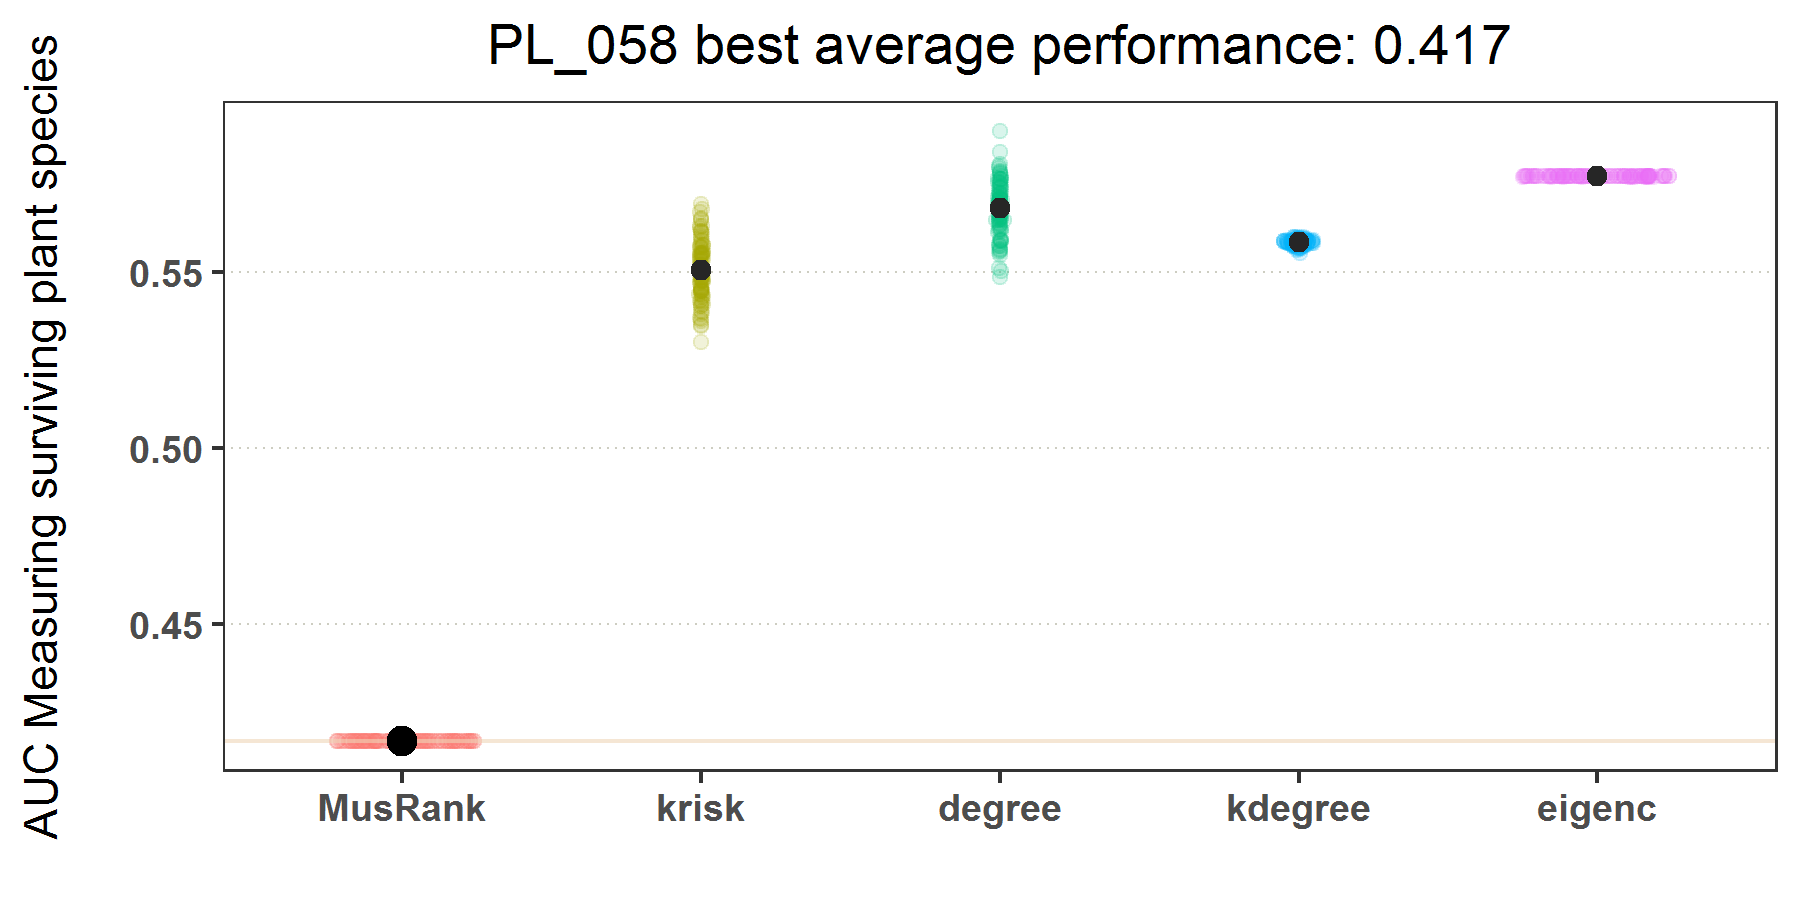 PL_058 best average performance: 0.417
AUC Measuring surviving plant species
0.55
0.50
0.45
MusRank krisk degree kdegree eigenc